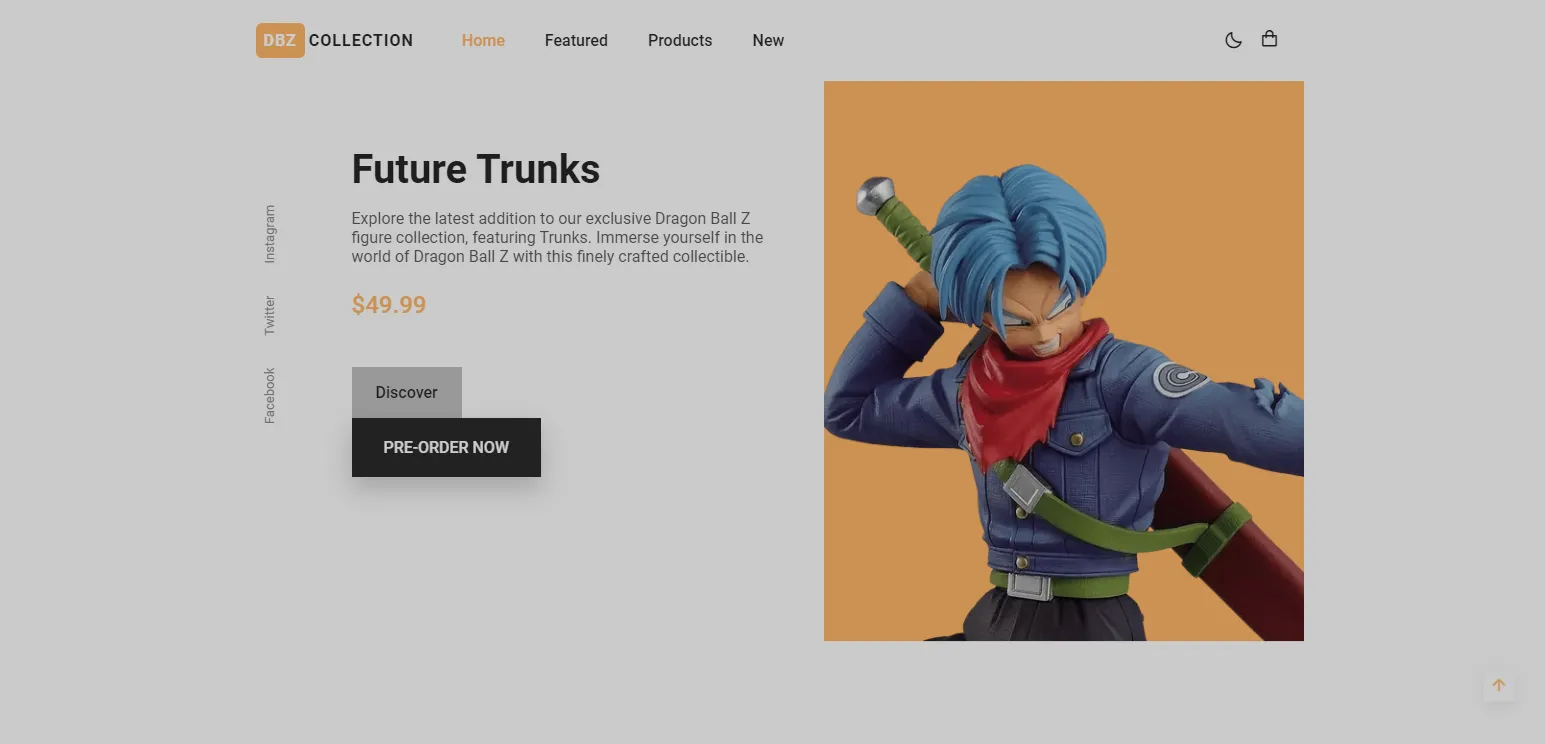 DBZ COLLECTION
Home
Featured
Products
New
Future Trunks
Explore the latest addition to our exclusive Dragon Ball Z
figure collection, featuring Trunks. Immerse yourself in the
world of Dragon Ball Z with this finely crafted collectible.
$49.99
Discover
PRE-ORDER NOW
Instagram
Twitter
Facebook